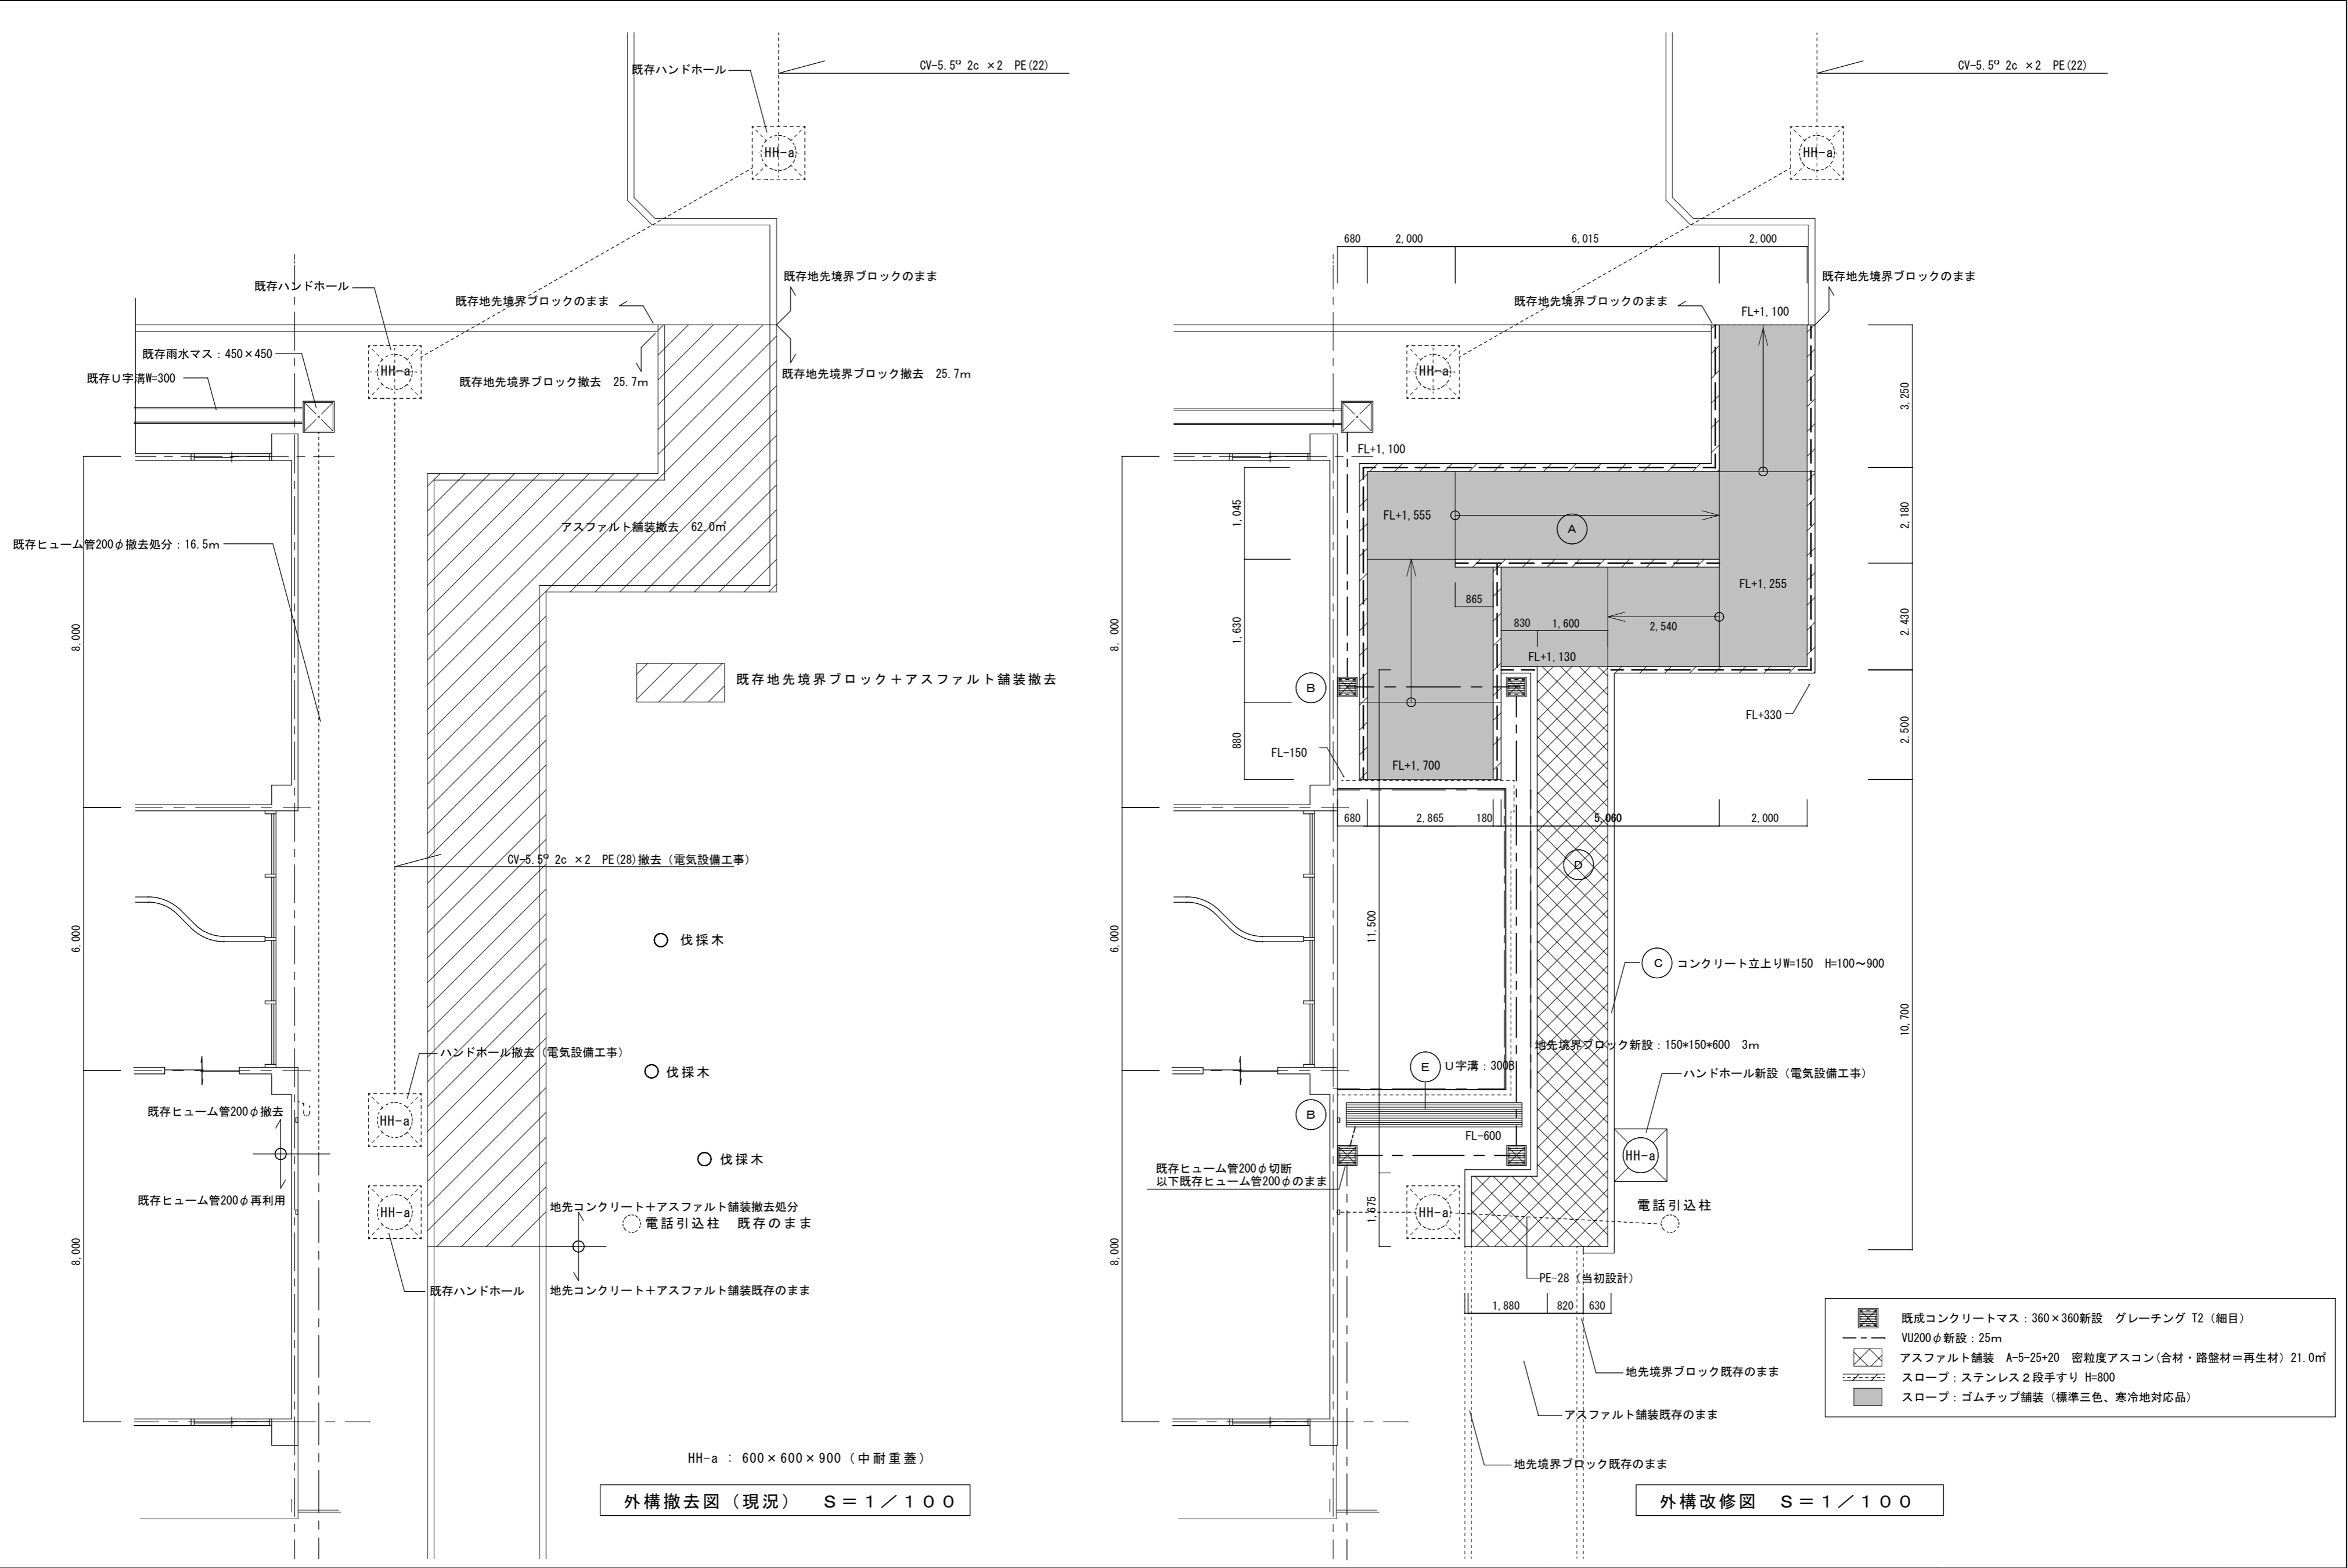 既存ハンドホール
CV-5.5° 2c ×2 PE(22)
HH-a
既存地先境界ブロックのまま
既存ハンドホール
既存地先境界ブロックのまま
既存雨水マス：450×450
HH-a
既存Ｕ字溝W=300
既存地先境界ブロック撤去 25.7m
既存地先境界ブロック撤去 25.7m
アスファルト舗装撤去 62.0㎡
既存ヒューム管200φ撤去処分：16.5m
8,000
既存地先境界ブロック＋アスファルト舗装撤去
CV-5.5° 2c ×2 PE(28)撤去（電気設備工事）
6,000
伐採木
ハンドホール撤去（電気設備工事）
伐採木
既存ヒューム管200φ撤去
HH-a
伐採木
既存ヒューム管200φ再利用
HH-a
地先コンクリート＋アスファルト舗装撤去処分
電話引込柱 既存のまま
8,000
既存ハンドホール
地先コンクリート＋アスファルト舗装既存のまま
HH-a ： 600×600×900（中耐重蓋）
外構撤去図（現況） Ｓ＝１／１００
CV-5.5° 2c ×2 PE(22)
HH-a
680
2,000
6,015
2,000
既存地先境界ブロックのまま
既存地先境界ブロックのまま
FL+1,100
HH-a
3,250
FL+1,100
1,045
FL+1,555
A
2,180
FL+1,255
865
8,000
1,630
830
1,600
2,540
2,430
FL+1,130
B
FL+330
880
FL-150
FL+1,700
2,500
680
2,865
180
5,060
2,000
D
6,000
11,500
C
コンクリート立上りW=150 H=100～900
10,700
地先境界ブロック新設：150*150*600 3m
E
Ｕ字溝：300B
ハンドホール新設（電気設備工事）
B
FL-600
HH-a
既存ヒューム管200φ切断
以下既存ヒューム管200φのまま
1,675
HH-a
電話引込柱
8,000
PE-28（当初設計）
1,880
820
630
地先境界ブロック既存のまま
アスファルト舗装既存のまま
地先境界ブロック既存のまま
既成コンクリートマス：360×360新設 グレーチング T2（細目）
VU200φ新設：25m
アスファルト舗装 A-5-25+20 密粒度アスコン(合材・路盤材＝再生材) 21.0㎡
スロープ：ステンレス２段手すり H=800
スロープ：ゴムチップ舗装（標準三色、寒冷地対応品）
外構改修図 Ｓ＝１／１００